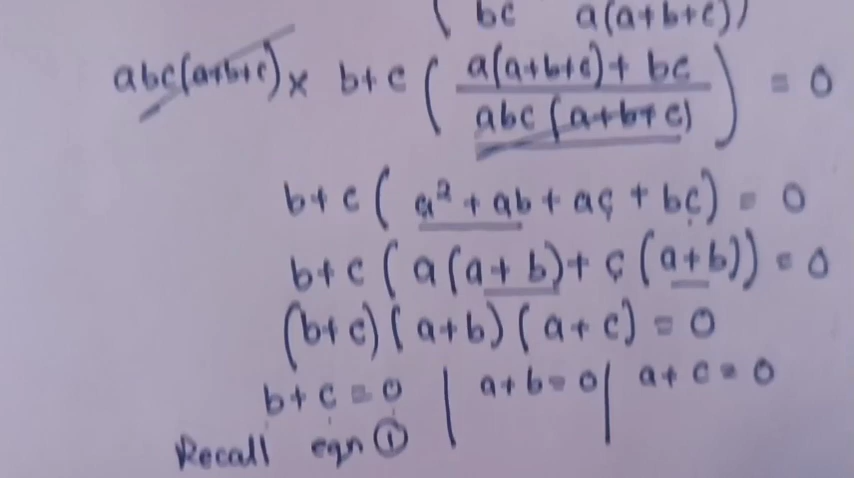 ( bc a(a+b+c))
abc(a+b+c) × b+c ( a(a+b+c) + bc / abc (a+b+c) ) = 0
b+c ( a² + ab + ac + bc) = 0
b+c ( a(a+b) + c (a+b)) = 0
(b+c) (a+b) (a+c) = 0
b+c = 0 | a+b = 0 | a+c = 0
Recall eqn ①